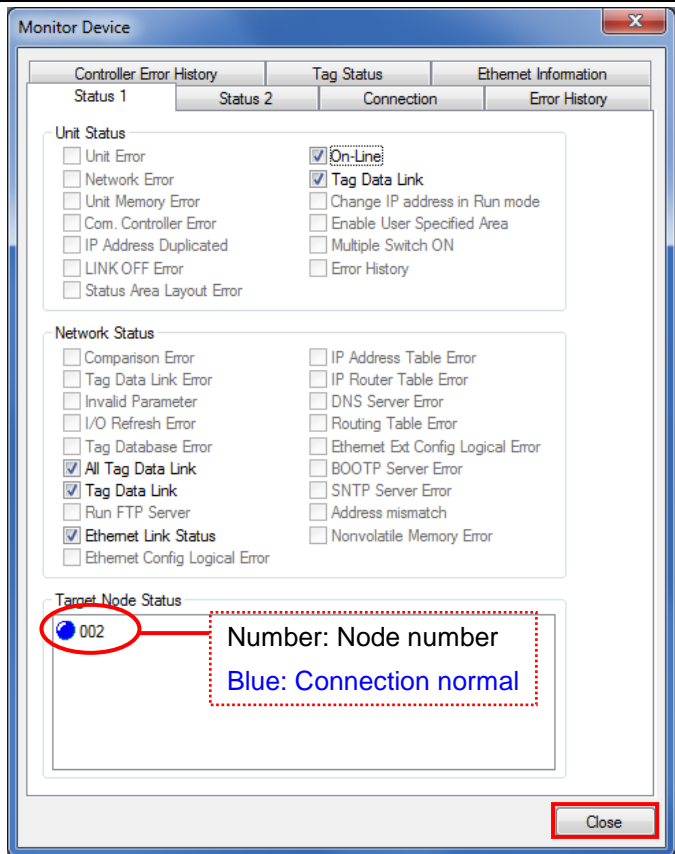 Monitor Device
Controller Error History Tag Status Ethernet Information
Status 1 Status 2 Connection Error History
Unit Status
Unit Error
Network Error
Unit Memory Error
Com. Controller Error
IP Address Duplicated
LINK OFF Error
Status Area Layout Error
On-Line
Tag Data Link
Change IP address in Run mode
Enable User Specified Area
Multiple Switch ON
Error History
Network Status
Comparison Error
Tag Data Link Error
Invalid Parameter
I/O Refresh Error
Tag Database Error
All Tag Data Link
Tag Data Link
Run FTP Server
Ethernet Link Status
Ethernet Config Logical Error
IP Address Table Error
IP Router Table Error
DNS Server Error
Routing Table Error
Ethernet Ext Config Logical Error
BOOTP Server Error
SNTP Server Error
Address mismatch
Nonvolatile Memory Error
Target Node Status
002
Number: Node number
Blue: Connection normal
Close